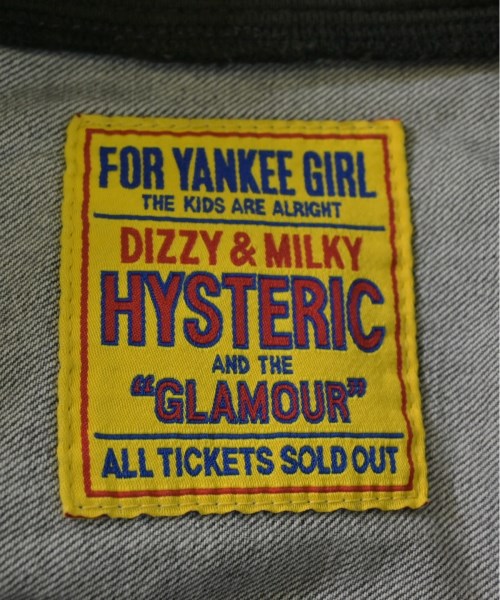 FOR YANKEE GIRL
THE KIDS ARE ALRIGHT
DIZZY & MILKY
HYSTERIC
AND THE
"GLAMOUR"
ALL TICKETS SOLD OUT